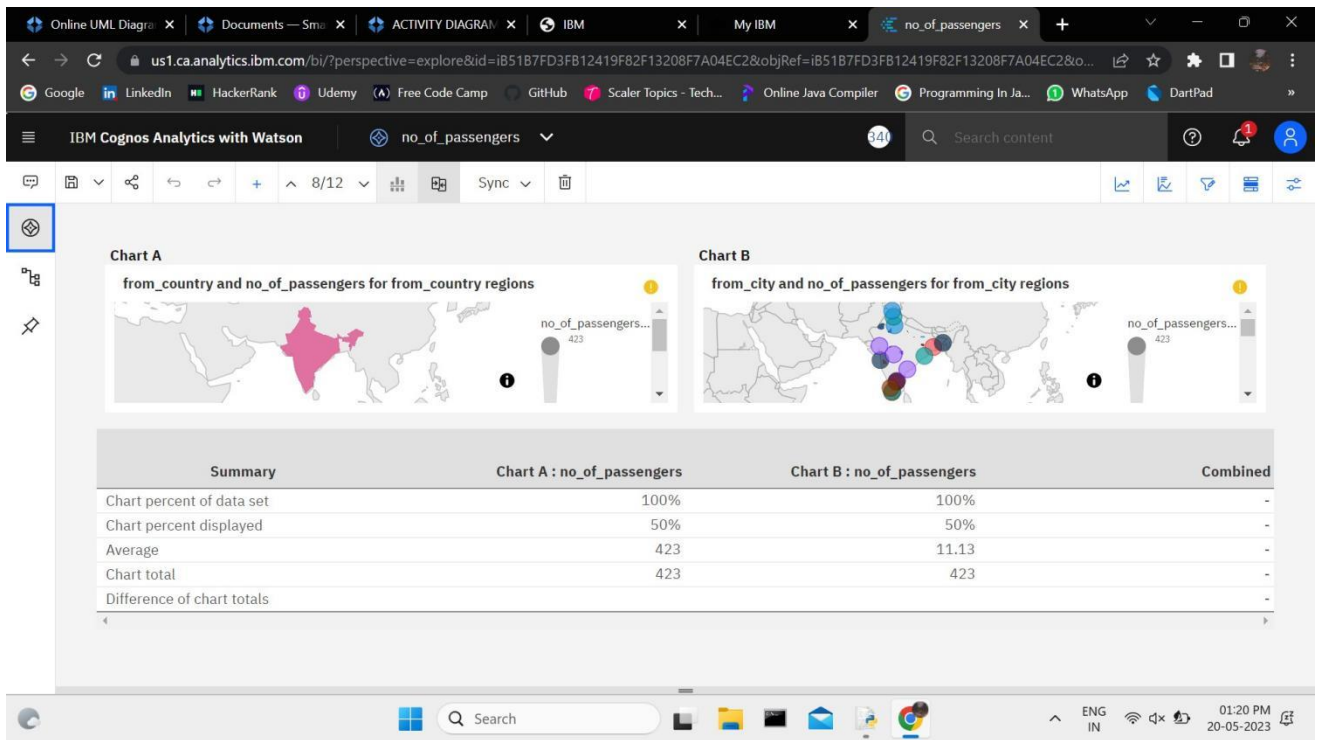 Online UML Diagra
Documents — Sma
ACTIVITY DIAGRAM
IBM
My IBM
no_of_passengers
us1.ca.analytics.ibm.com/bi/?perspective=explore&id=iB51B7FD3FB12419F82F13208F7A04EC2&objRef=iB51B7FD3FB12419F82F13208F7A04EC2&o...
Google LinkedIn HackerRank Udemy Free Code Camp GitHub Scaler Topics - Tech... Online Java Compiler Programming In Ja... WhatsApp DartPad »
IBM Cognos Analytics with Watson
no_of_passengers
340
Search content
1
8/12
Sync
Chart A
from_country and no_of_passengers for from_country regions
no_of_passengers...
423
Chart B
from_city and no_of_passengers for from_city regions
no_of_passengers...
423
Summary Chart A : no_of_passengers Chart B : no_of_passengers Combined
Chart percent of data set 100% 100% -
Chart percent displayed 50% 50% -
Average 423 11.13 -
Chart total 423 423 -
Difference of chart totals -
Search
ENG
IN
01:20 PM
20-05-2023